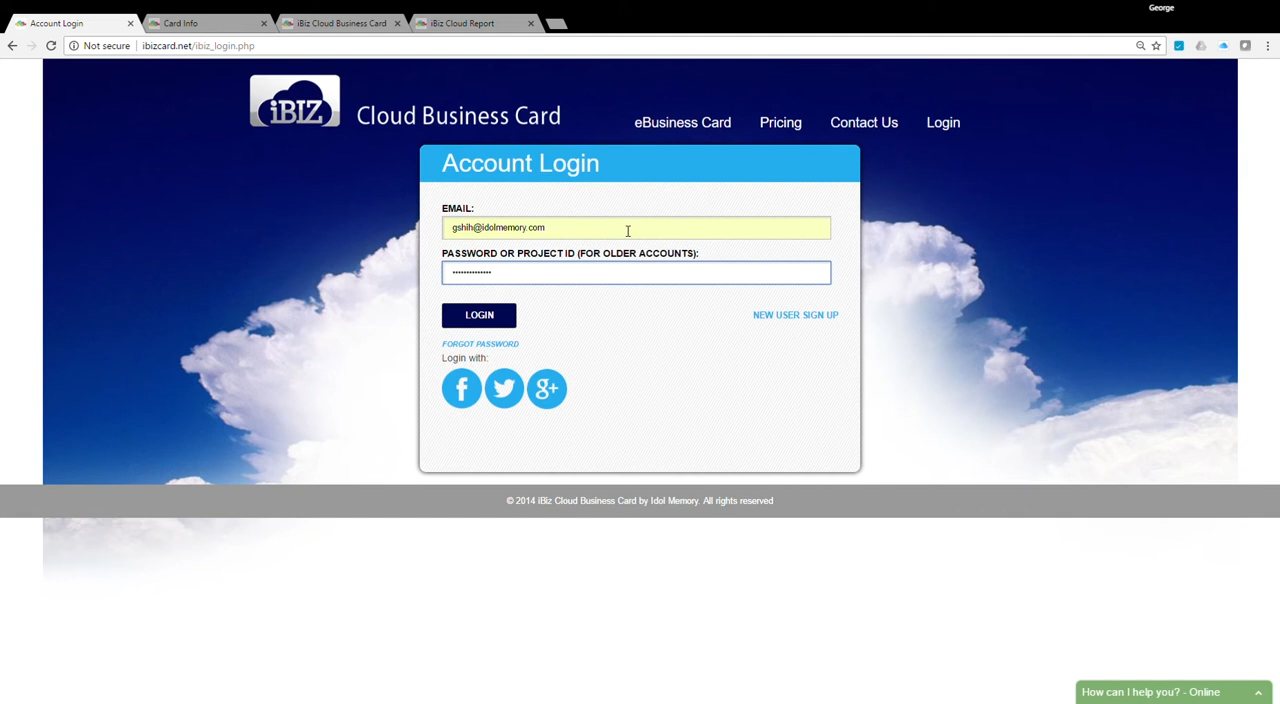 George
Account Login
Card Info
iBiz Cloud Business Card
iBiz Cloud Report
Not secure
ibizcard.net/ibiz_login.php
iBIZ
Cloud Business Card
eBusiness Card
Pricing
Contact Us
Login
Account Login
EMAIL:
gshih@idolmemory.com
PASSWORD OR PROJECT ID (FOR OLDER ACCOUNTS):
LOGIN
NEW USER SIGN UP
FORGOT PASSWORD
Login with:
f
g+
© 2014 iBiz Cloud Business Card by Idol Memory. All rights reserved
How can I help you? - Online